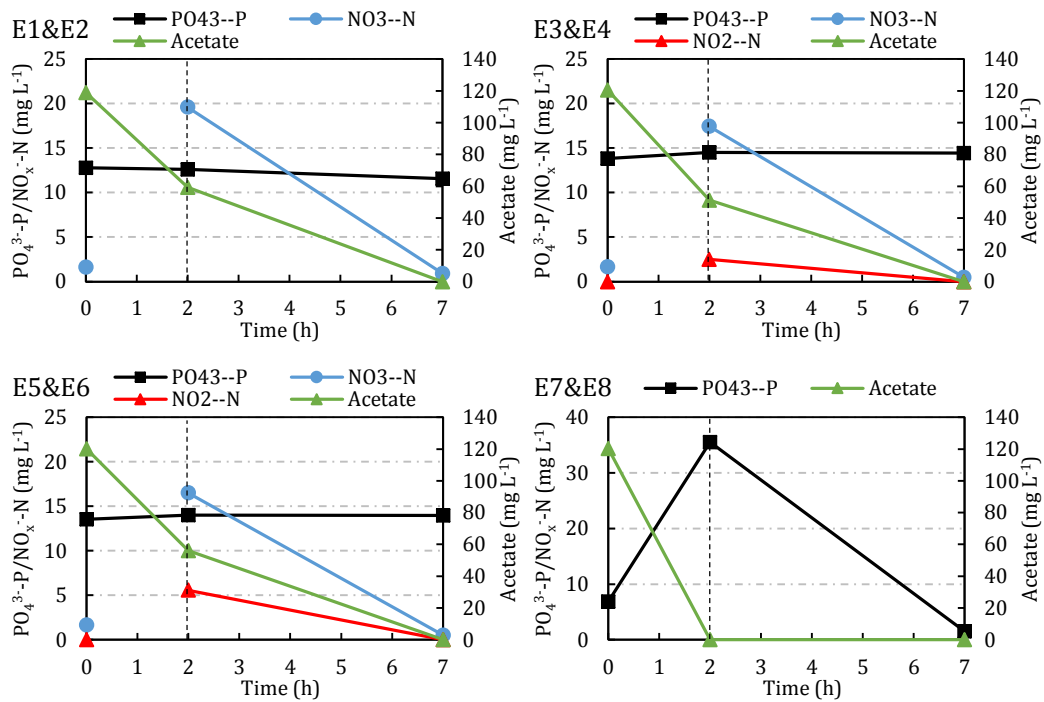 E1&E2
PO43--P
NO3--N
Acetate
PO₄³⁻-P/NOₓ⁻-N (mg L⁻¹)
25
20
15
10
5
0
140
120
100
80
60
40
20
0
Acetate (mg L⁻¹)
0 1 2 3 4 5 6 7
Time (h)
E3&E4
PO43--P
NO3--N
NO2--N
Acetate
PO₄³⁻-P/NOₓ⁻-N (mg L⁻¹)
25
20
15
10
5
0
140
120
100
80
60
40
20
0
Acetate (mg L⁻¹)
0 1 2 3 4 5 6 7
Time (h)
E5&E6
PO43--P
NO3--N
NO2--N
Acetate
PO₄³⁻-P/NOₓ⁻-N (mg L⁻¹)
25
20
15
10
5
0
140
120
100
80
60
40
20
0
Acetate (mg L⁻¹)
0 1 2 3 4 5 6 7
Time (h)
E7&E8
PO43--P
Acetate
PO₄³⁻-P/NOₓ⁻-N (mg L⁻¹)
40
30
20
10
0
140
120
100
80
60
40
20
0
Acetate (mg L⁻¹)
0 1 2 3 4 5 6 7
Time (h)